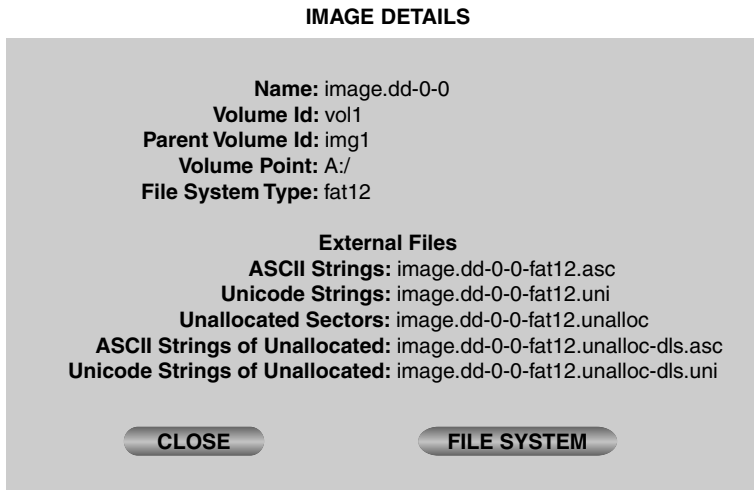 IMAGE DETAILS
Name: image.dd-0-0
Volume Id: vol1
Parent Volume Id: img1
Volume Point: A:/
File System Type: fat12
External Files
ASCII Strings: image.dd-0-0-fat12.asc
Unicode Strings: image.dd-0-0-fat12.uni
Unallocated Sectors: image.dd-0-0-fat12.unalloc
ASCII Strings of Unallocated: image.dd-0-0-fat12.unalloc-dls.asc
Unicode Strings of Unallocated: image.dd-0-0-fat12.unalloc-dls.uni
CLOSE FILE SYSTEM